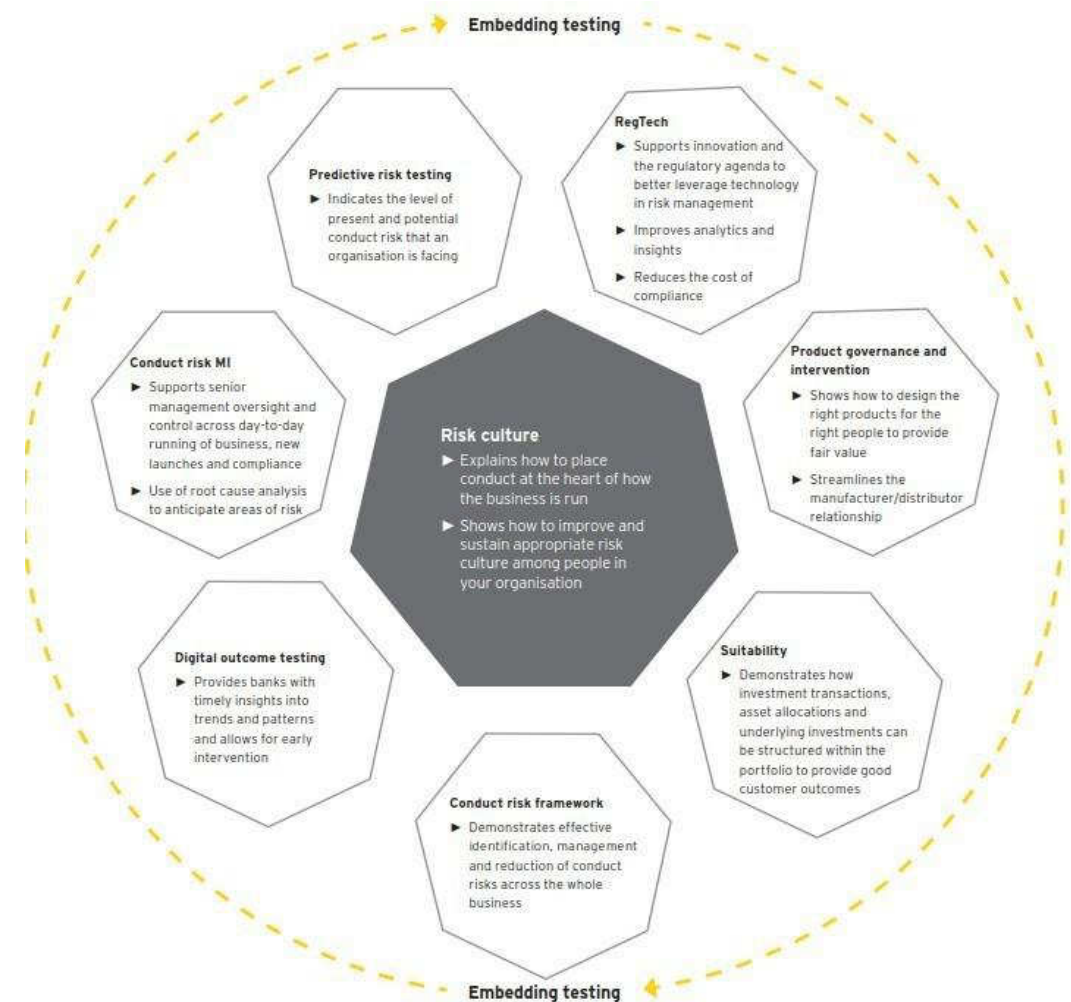 Embedding testing
Predictive risk testing
► Indicates the level of
present and potential
conduct risk that an
organisation is facing
RegTech
► Supports innovation and
the regulatory agenda to
better leverage technology
in risk management
► Improves analytics and
insights
► Reduces the cost of
compliance
Conduct risk MI
► Supports senior
management oversight and
control across day-to-day
running of business, new
launches and compliance
► Use of root cause analysis
to anticipate areas of risk
Risk culture
► Explains how to place
conduct at the heart of how
the business is run
► Shows how to improve and
sustain appropriate risk
culture among people in
your organisation
Product governance and
intervention
► Shows how to design the
right products for the
right people to provide
fair value
► Streamlines the
manufacturer/distributor
relationship
Digital outcome testing
► Provides banks with
timely insights into
trends and patterns
and allows for early
intervention
Suitability
► Demonstrates how
investment transactions,
asset allocations and
underlying investments can
be structured within the
portfolio to provide good
customer outcomes
Conduct risk framework
► Demonstrates effective
identification, management
and reduction of conduct
risks across the whole
business
Embedding testing